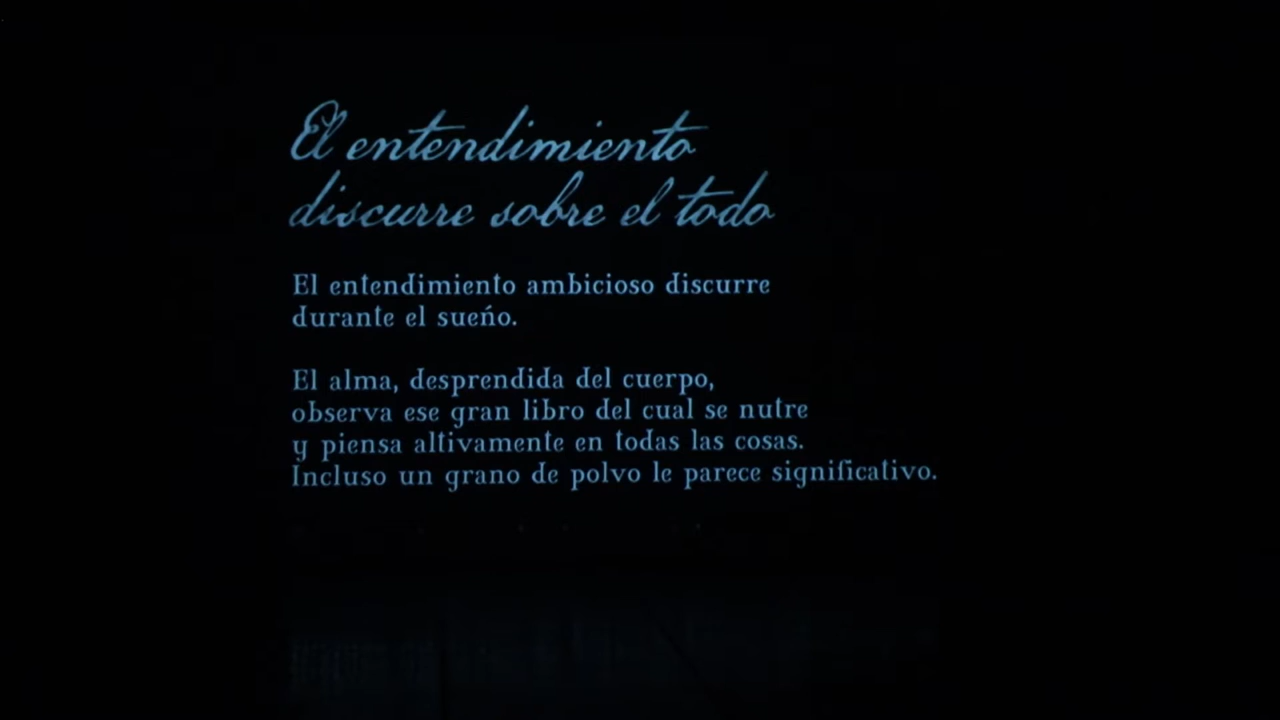 El entendimiento
discurre sobre el todo
El entendimiento ambicioso discurre
durante el sueño.
El alma, desprendida del cuerpo,
observa ese gran libro del cual se nutre
y piensa altivamente en todas las cosas.
Incluso un grano de polvo le parece significativo.